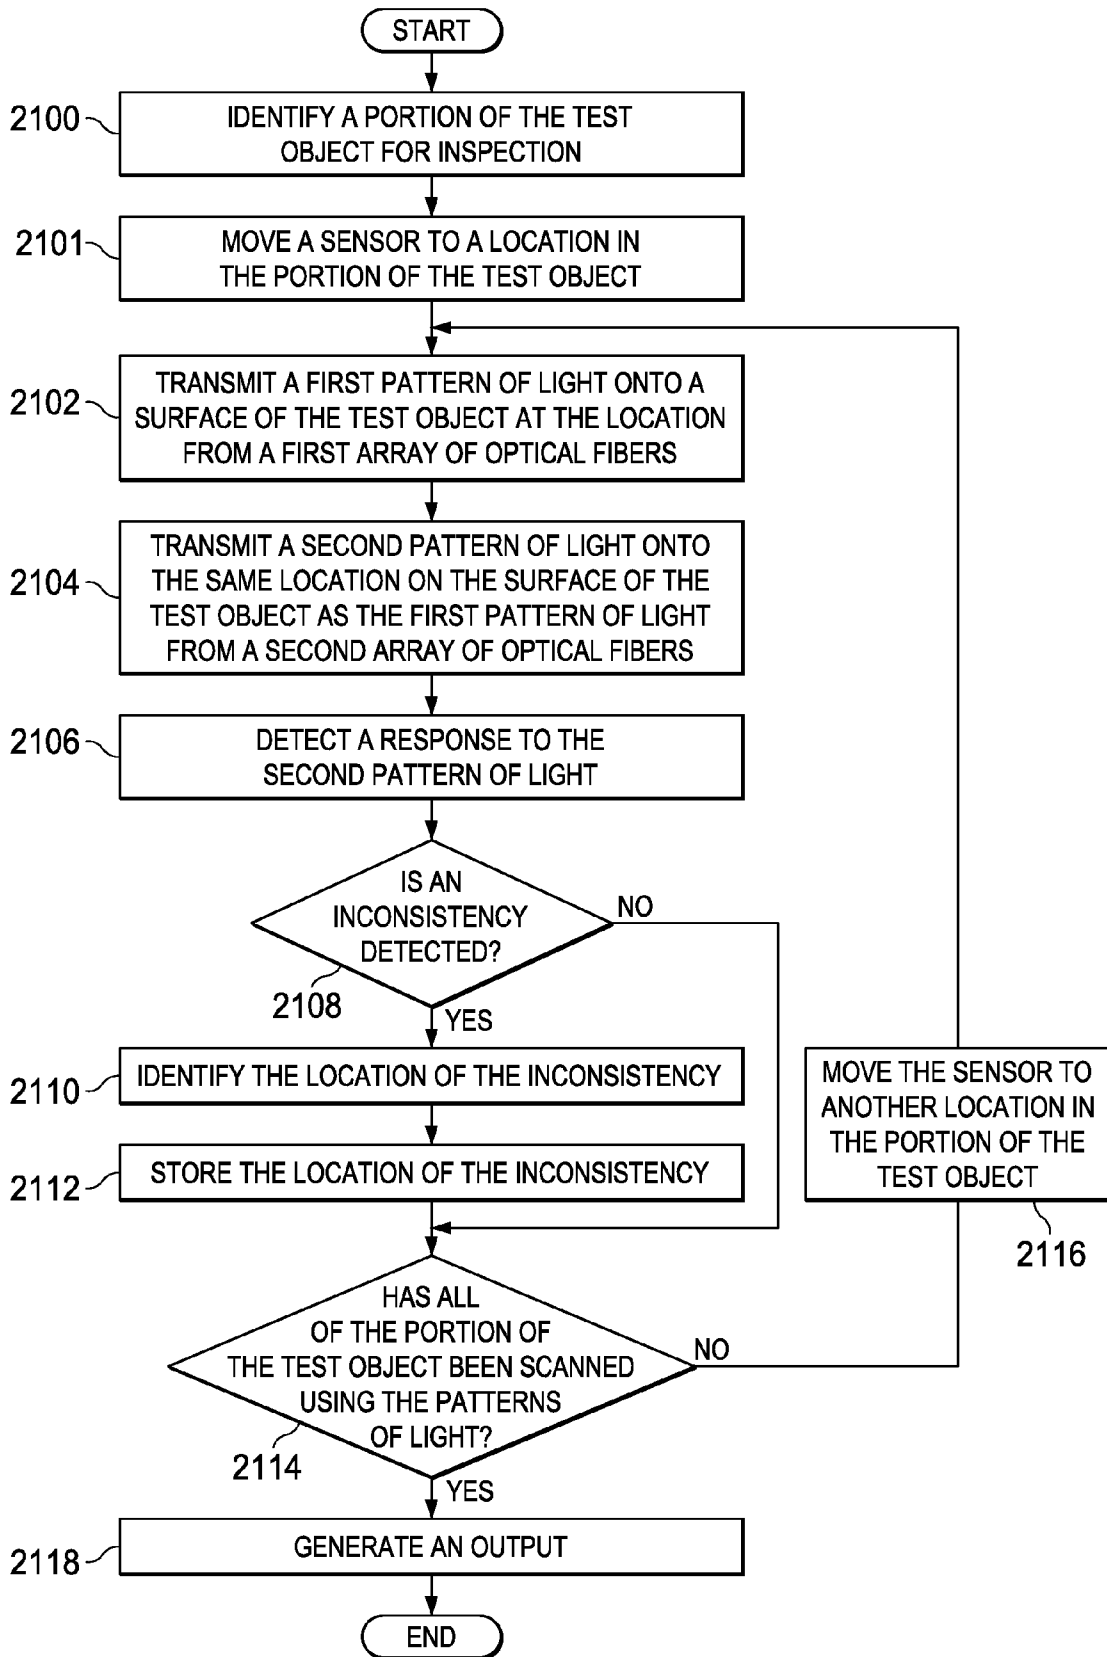 START
2100
IDENTIFY A PORTION OF THE TEST
OBJECT FOR INSPECTION
2101
MOVE A SENSOR TO A LOCATION IN
THE PORTION OF THE TEST OBJECT
2102
TRANSMIT A FIRST PATTERN OF LIGHT ONTO A
SURFACE OF THE TEST OBJECT AT THE LOCATION
FROM A FIRST ARRAY OF OPTICAL FIBERS
2104
TRANSMIT A SECOND PATTERN OF LIGHT ONTO
THE SAME LOCATION ON THE SURFACE OF THE
TEST OBJECT AS THE FIRST PATTERN OF LIGHT
FROM A SECOND ARRAY OF OPTICAL FIBERS
2106
DETECT A RESPONSE TO THE
SECOND PATTERN OF LIGHT
IS AN
INCONSISTENCY
DETECTED?
NO
2108
YES
2110
IDENTIFY THE LOCATION OF THE INCONSISTENCY
2112
STORE THE LOCATION OF THE INCONSISTENCY
MOVE THE SENSOR TO
ANOTHER LOCATION IN
THE PORTION OF THE
TEST OBJECT
2116
HAS ALL
OF THE PORTION OF
THE TEST OBJECT BEEN SCANNED
USING THE PATTERNS
OF LIGHT?
NO
2114
YES
2118
GENERATE AN OUTPUT
END